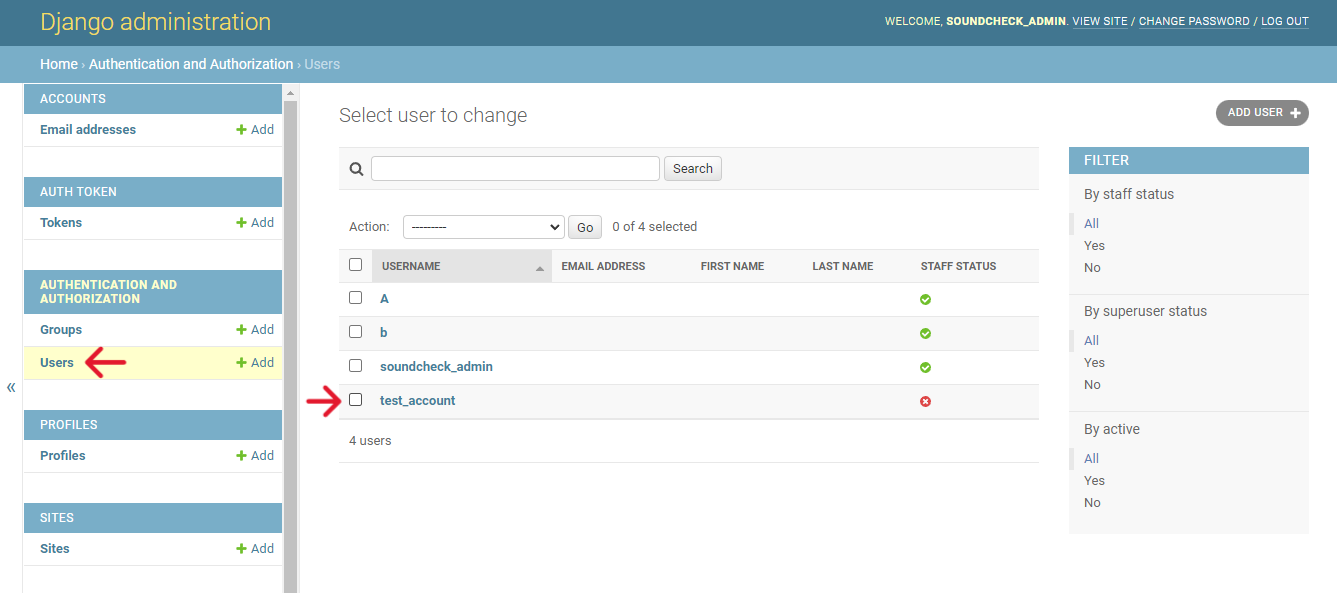 Django administration
WELCOME, SOUNDCHECK_ADMIN. VIEW SITE / CHANGE PASSWORD / LOG OUT
Home › Authentication and Authorization › Users
ACCOUNTS
Email addresses + Add
AUTH TOKEN
Tokens + Add
AUTHENTICATION AND
AUTHORIZATION
Groups + Add
Users + Add
PROFILES
Profiles + Add
SITES
Sites + Add
«
Select user to change
ADD USER +
Search
Action: --------- Go 0 of 4 selected
USERNAME EMAIL ADDRESS FIRST NAME LAST NAME STAFF STATUS
A
b
soundcheck_admin
test_account
4 users
FILTER
By staff status
All
Yes
No
By superuser status
All
Yes
No
By active
All
Yes
No